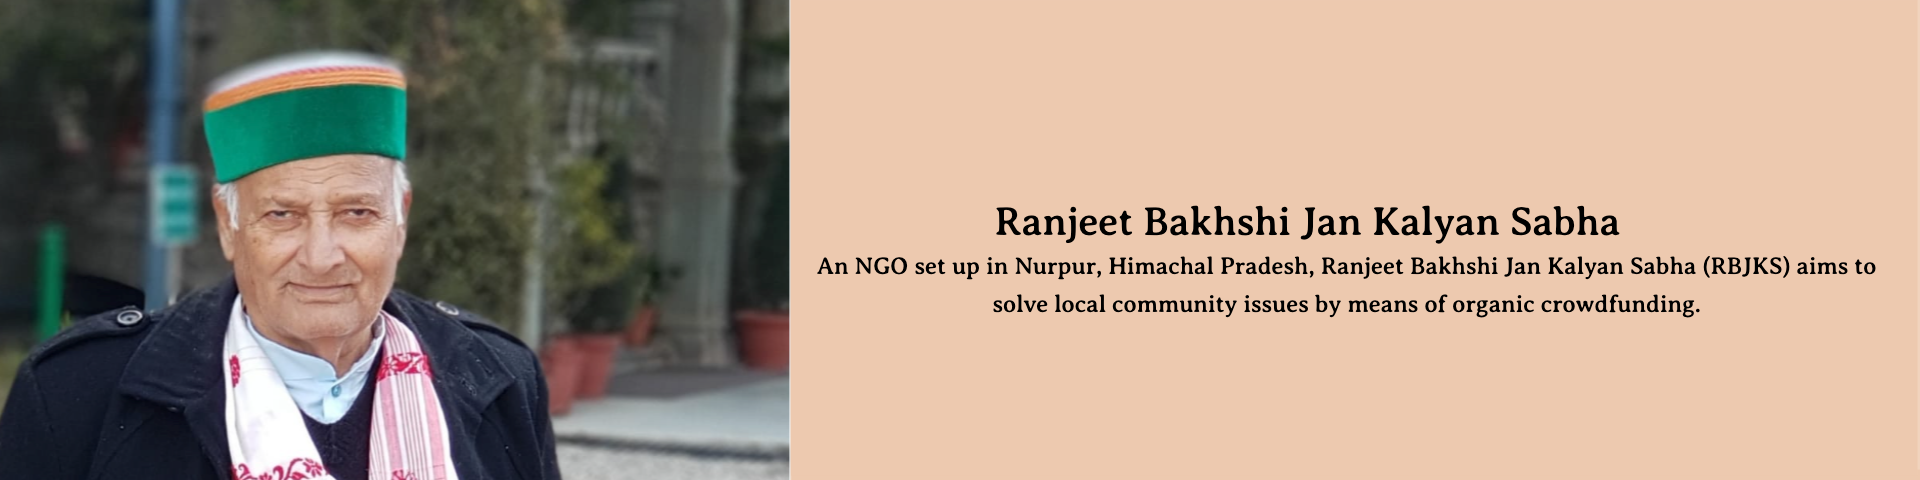 Ranjeet Bakhshi Jan Kalyan Sabha
An NGO set up in Nurpur, Himachal Pradesh, Ranjeet Bakhshi Jan Kalyan Sabha (RBJKS) aims to
solve local community issues by means of organic crowdfunding.